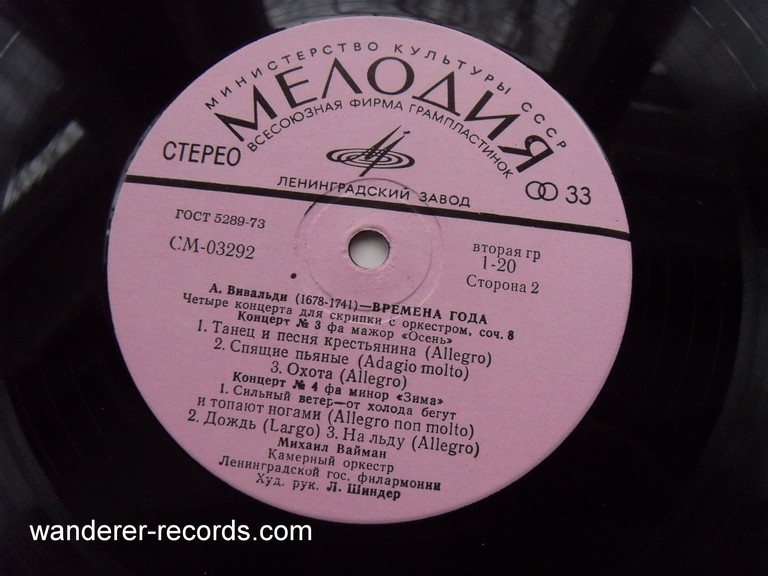 МИНИСТЕРСТВО КУЛЬТУРЫ СССР
МЕЛОДИЯ
ВСЕСОЮЗНАЯ ФИРМА ГРАМПЛАСТИНОК
СТЕРЕО
ЛЕНИНГРАДСКИЙ ЗАВОД
33
ГОСТ 5289-73
СМ-03292
вторая гр
1-20
Сторона 2
А. Вивальди (1678-1741)—ВРЕМЕНА ГОДА
Четыре концерта для скрипки с оркестром, соч. 8
Концерт № 3 фа мажор «Осень»
1. Танец и песня крестьянина (Allegro)
2. Спящие пьяные (Adagio molto)
3. Охота (Allegro)
Концерт № 4 фа минор «Зима»
1. Сильный ветер—от холода бегут
и топают ногами (Allegro non molto)
2. Дождь (Largo) 3. На льду (Allegro)
Михаил Вайман
Камерный оркестр
Ленинградской гос. филармонии
Худ. рук. Л. Шиндер
wanderer-records.com